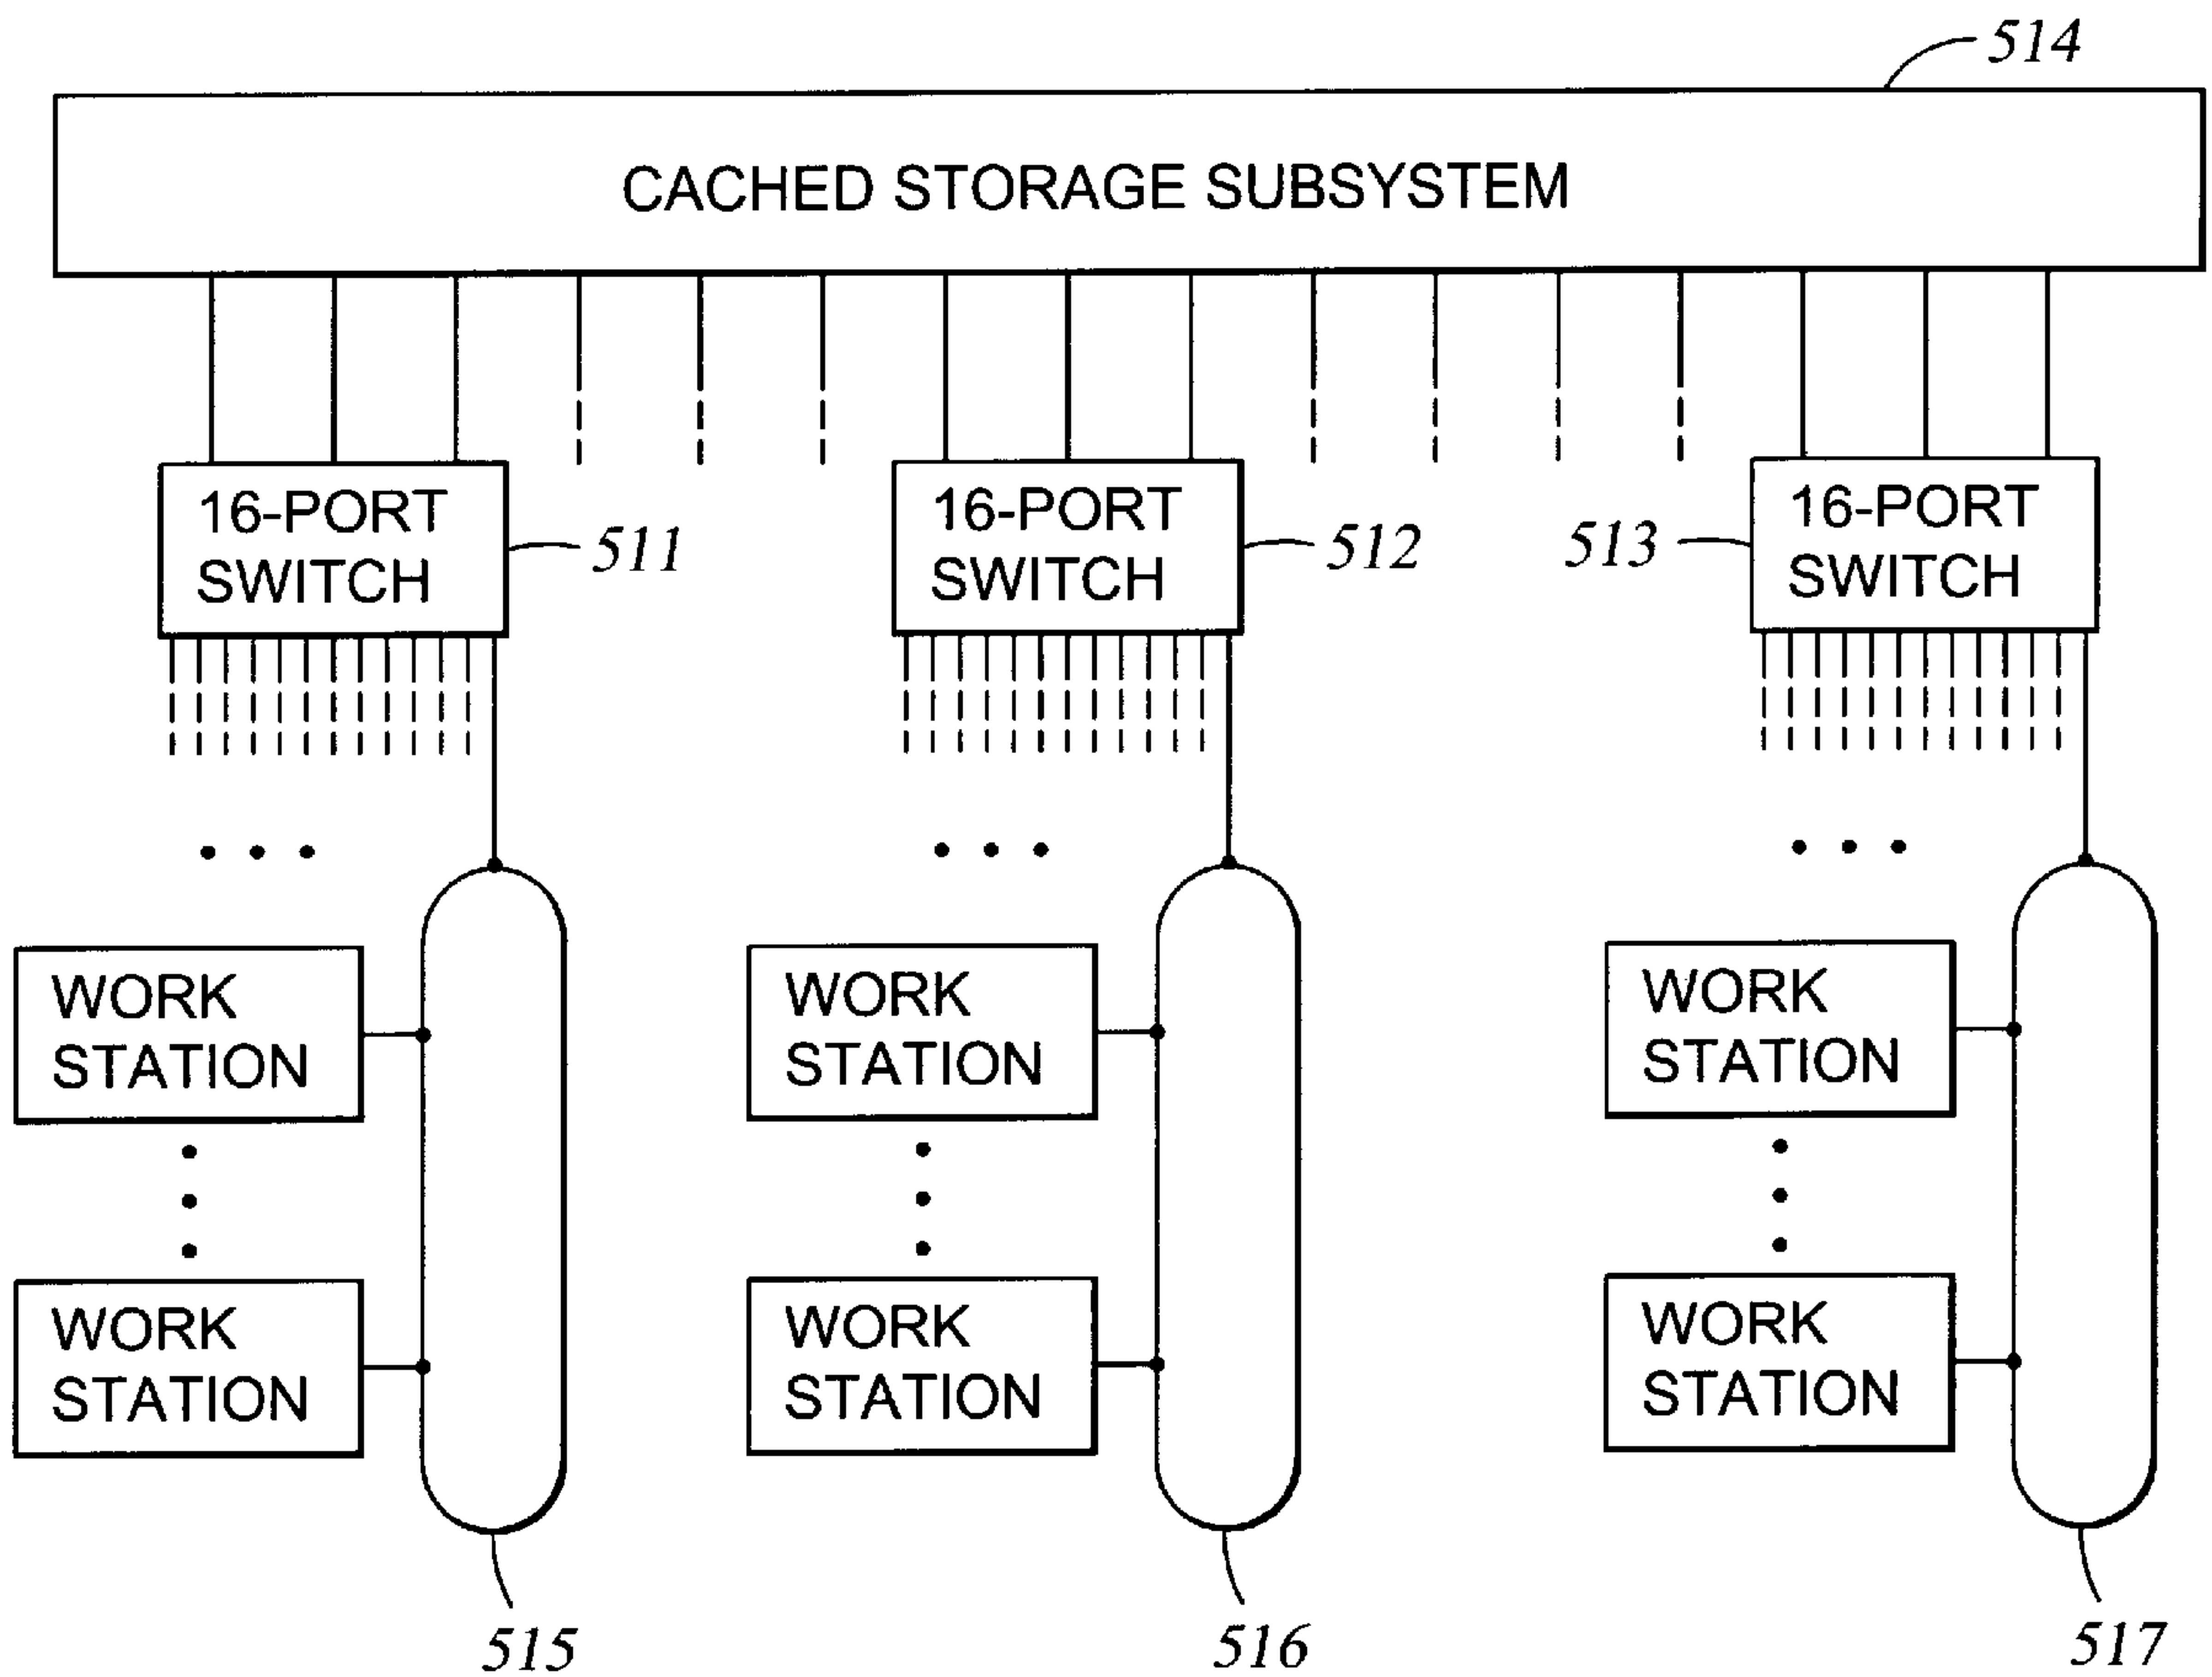 514
CACHED STORAGE SUBSYSTEM
16-PORT
SWITCH
511
16-PORT
SWITCH
512
513
16-PORT
SWITCH
WORK
STATION
WORK
STATION
WORK
STATION
WORK
STATION
WORK
STATION
WORK
STATION
515
516
517